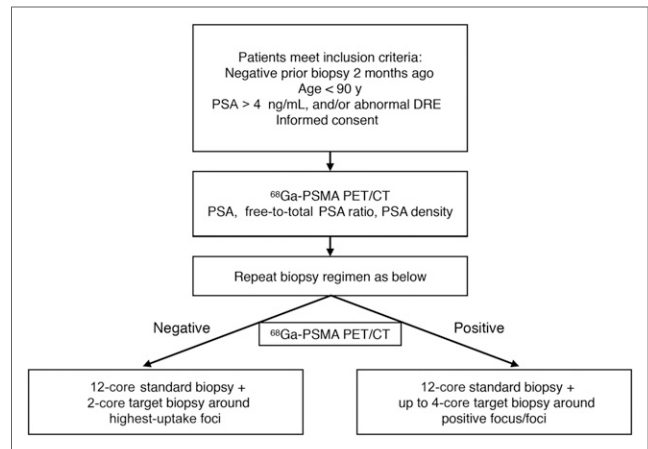 Patients meet inclusion criteria:
Negative prior biopsy 2 months ago
Age < 90 y
PSA > 4 ng/mL, and/or abnormal DRE
Informed consent
⁶⁸Ga-PSMA PET/CT
PSA, free-to-total PSA ratio, PSA density
Repeat biopsy regimen as below
Negative
⁶⁸Ga-PSMA PET/CT
Positive
12-core standard biopsy +
2-core target biopsy around
highest-uptake foci
12-core standard biopsy +
up to 4-core target biopsy around
positive focus/foci